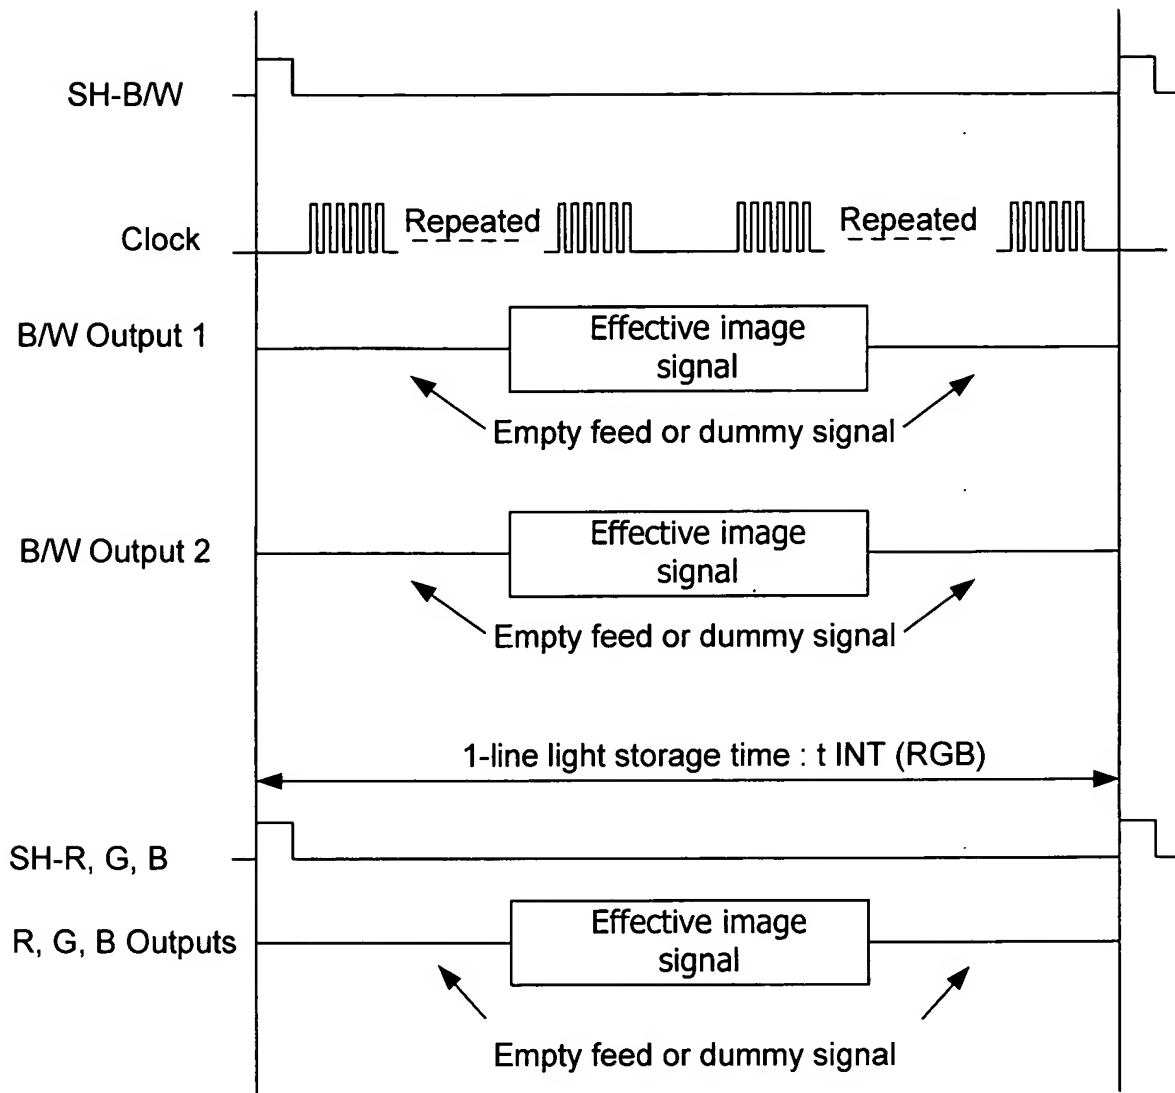 SH-B/W
Clock
Repeated
Repeated
B/W Output 1
Effective image
signal
Empty feed or dummy signal
B/W Output 2
Effective image
signal
Empty feed or dummy signal
1-line light storage time : t INT (RGB)
SH-R, G, B
R, G, B Outputs
Effective image
signal
Empty feed or dummy signal